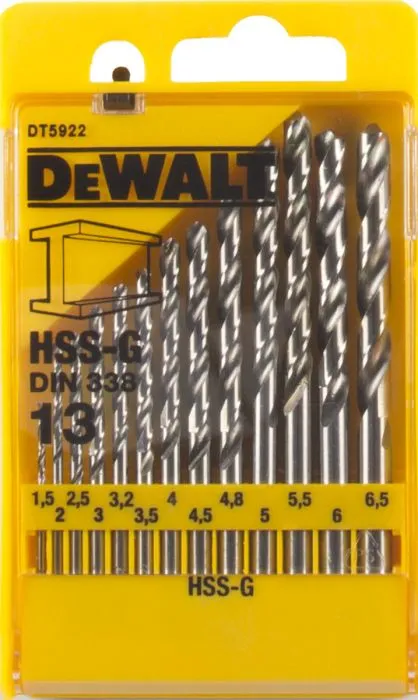 DT5922
DEWALT
HSS-G
DIN 338
13
1,5 2,5 3,2 4 4,8 5,5 6,5
2 3 3,5 4,5 5 6
HSS-G